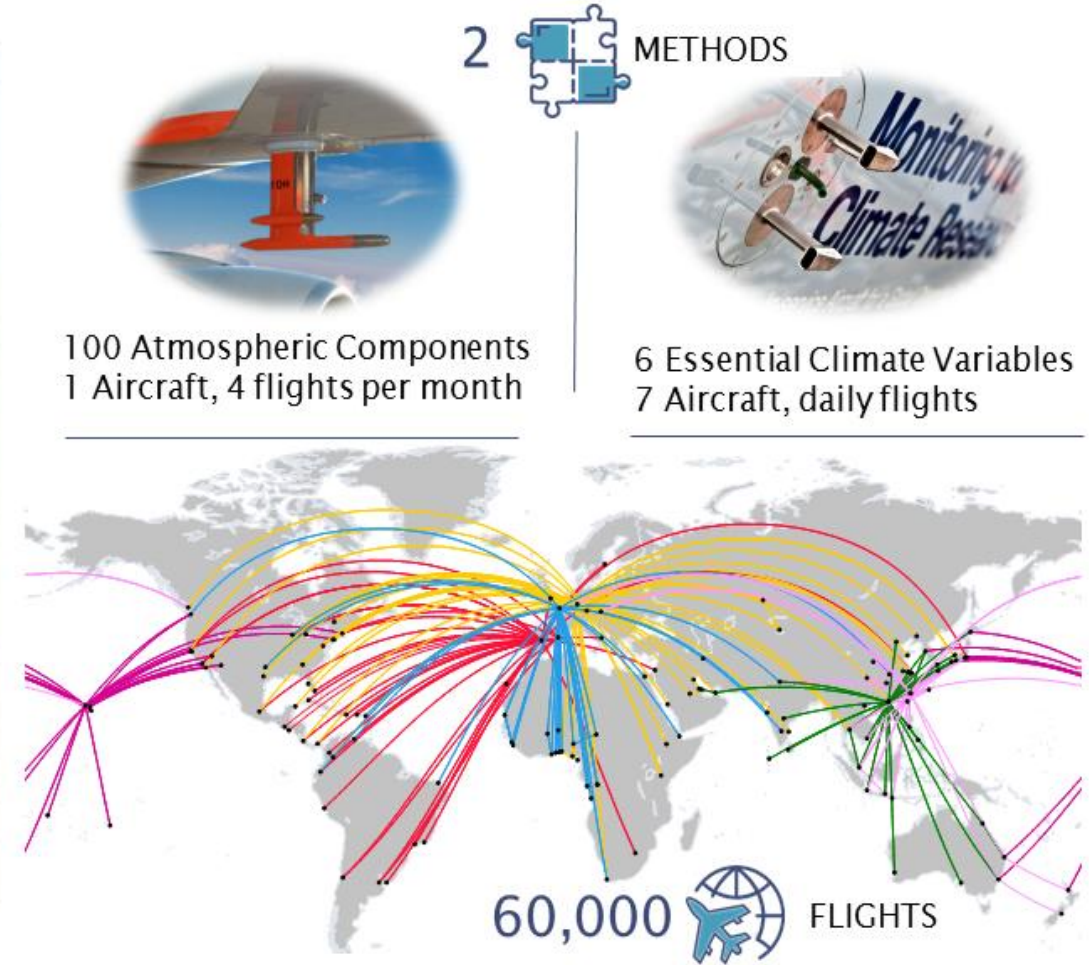 2 METHODS
Monitoring
Climate
100 Atmospheric Components
1 Aircraft, 4 flights per month
6 Essential Climate Variables
7 Aircraft, daily flights
60,000 FLIGHTS